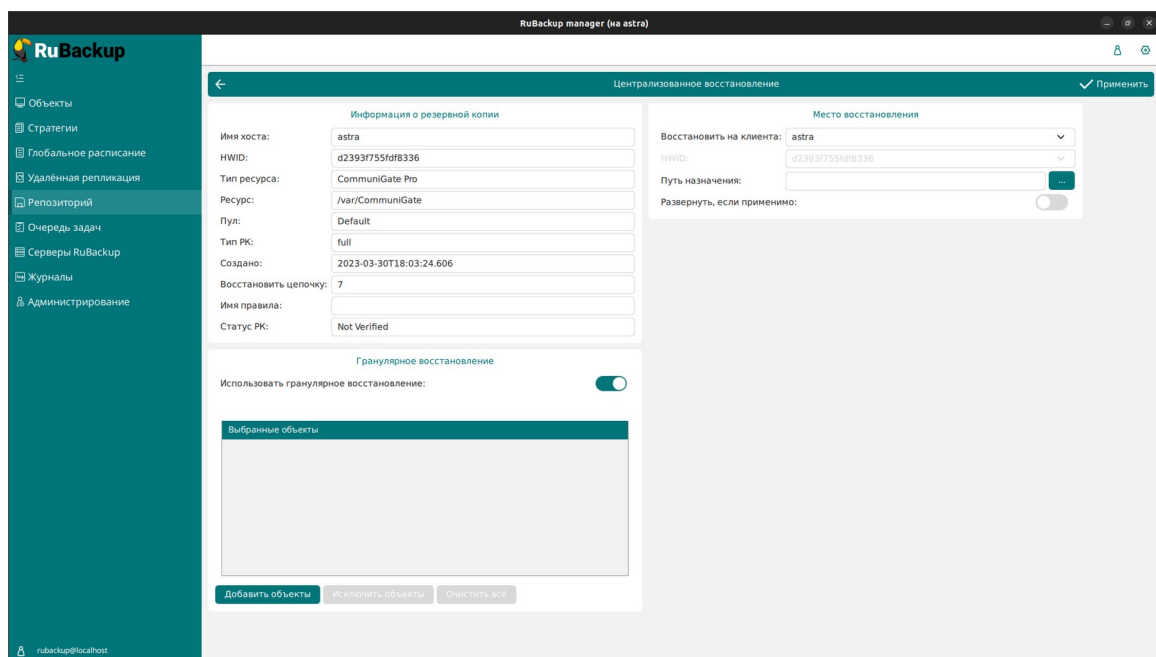 RuBackup manager (на astra)
RuBackup
Объекты
Стратегии
Глобальное расписание
Удалённая репликация
Репозиторий
Очередь задач
Серверы RuBackup
Журналы
Администрирование
rubackup@localhost
Централизованное восстановление
Применить
Информация о резервной копии
Имя хоста: astra
HWID: d2393f755fdf8336
Тип ресурса: CommuniGate Pro
Ресурс: /var/CommuniGate
Пул: Default
Тип РК: full
Создано: 2023-03-30T18:03:24.606
Восстановить цепочку: 7
Имя правила:
Статус РК: Not Verified
Гранулярное восстановление
Использовать гранулярное восстановление:
Выбранные объекты
Добавить объекты Исключить объекты Очистить всё
Место восстановления
Восстановить на клиента: astra
HWID: d2393f755fdf8336
Путь назначения: ...
Развернуть, если применимо: